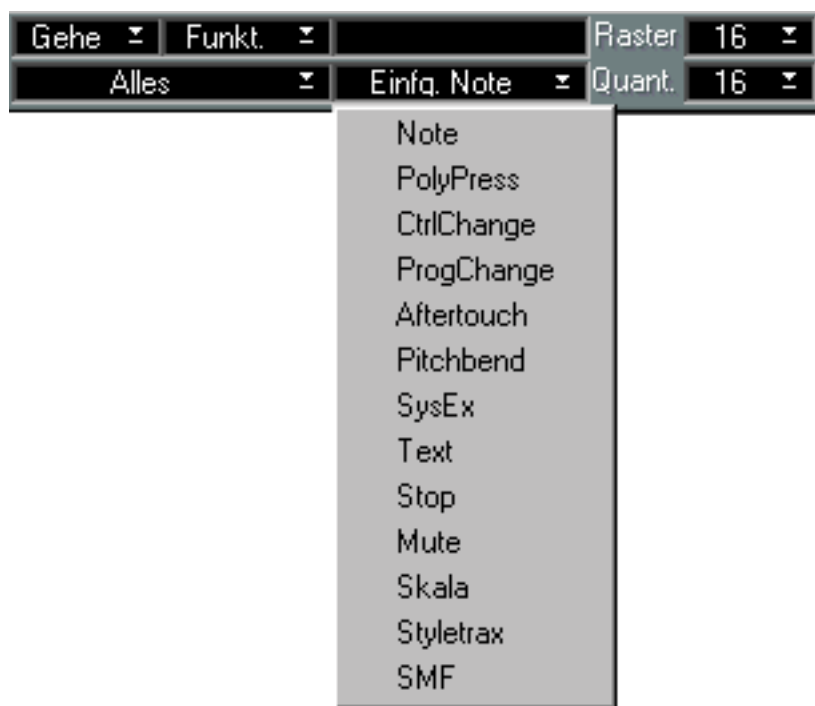 Gehe Funkt. Raster 16
Alles Einfg. Note Quant. 16
Note
PolyPress
CtrlChange
ProgChange
Aftertouch
Pitchbend
SysEx
Text
Stop
Mute
Skala
Styletrax
SMF